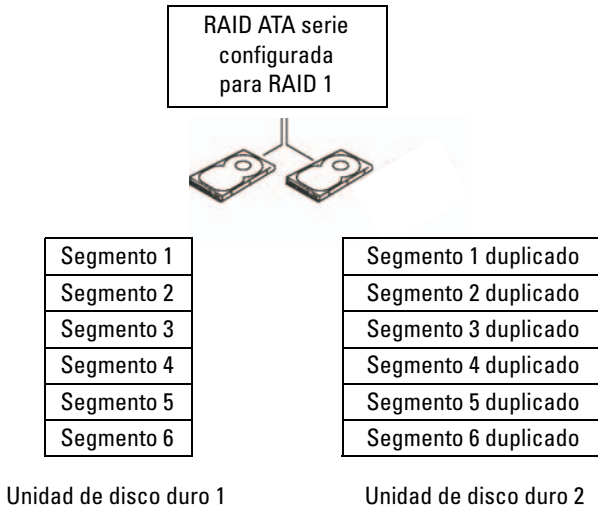 RAID ATA serie
configurada
para RAID 1
Segmento 1
Segmento 1 duplicado
Segmento 2
Segmento 2 duplicado
Segmento 3
Segmento 3 duplicado
Segmento 4
Segmento 4 duplicado
Segmento 5
Segmento 5 duplicado
Segmento 6
Segmento 6 duplicado
Unidad de disco duro 1
Unidad de disco duro 2